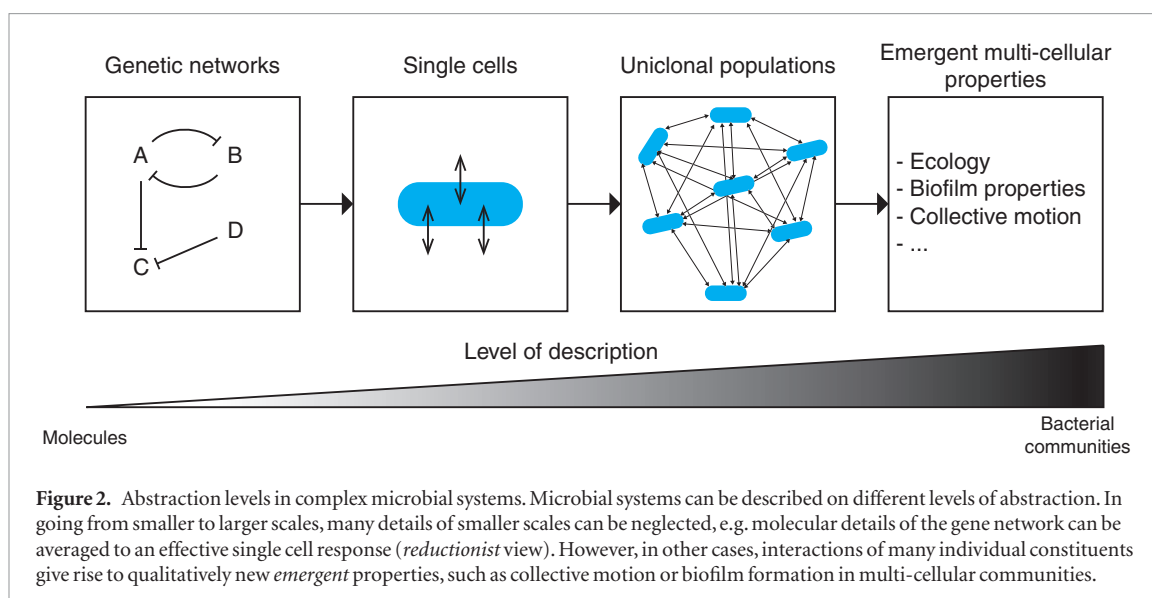 Genetic networks
Single cells
Uniclonal populations
Emergent multi-cellular
properties
A
B
D
C
- Ecology
- Biofilm properties
- Collective motion
- ...
Level of description
Molecules
Bacterial
communities
Figure 2. Abstraction levels in complex microbial systems. Microbial systems can be described on different levels of abstraction. In
going from smaller to larger scales, many details of smaller scales can be neglected, e.g. molecular details of the gene network can be
averaged to an effective single cell response (reductionist view). However, in other cases, interactions of many individual constituents
give rise to qualitatively new emergent properties, such as collective motion or biofilm formation in multi-cellular communities.